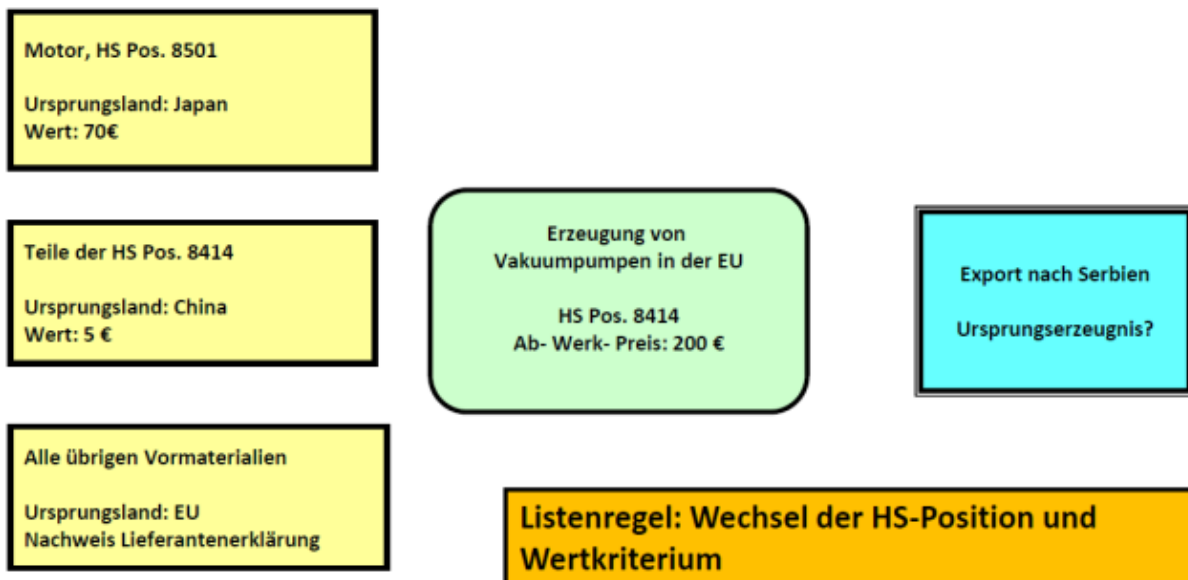 Motor, HS Pos. 8501
Ursprungsland: Japan
Wert: 70€
Teile der HS Pos. 8414
Ursprungsland: China
Wert: 5 €
Alle übrigen Vormaterialien
Ursprungsland: EU
Nachweis Lieferantenerklärung
Erzeugung von
Vakuumpumpen in der EU
HS Pos. 8414
Ab- Werk- Preis: 200 €
Export nach Serbien
Ursprungserzeugnis?
Listenregel: Wechsel der HS-Position und
Wertkriterium